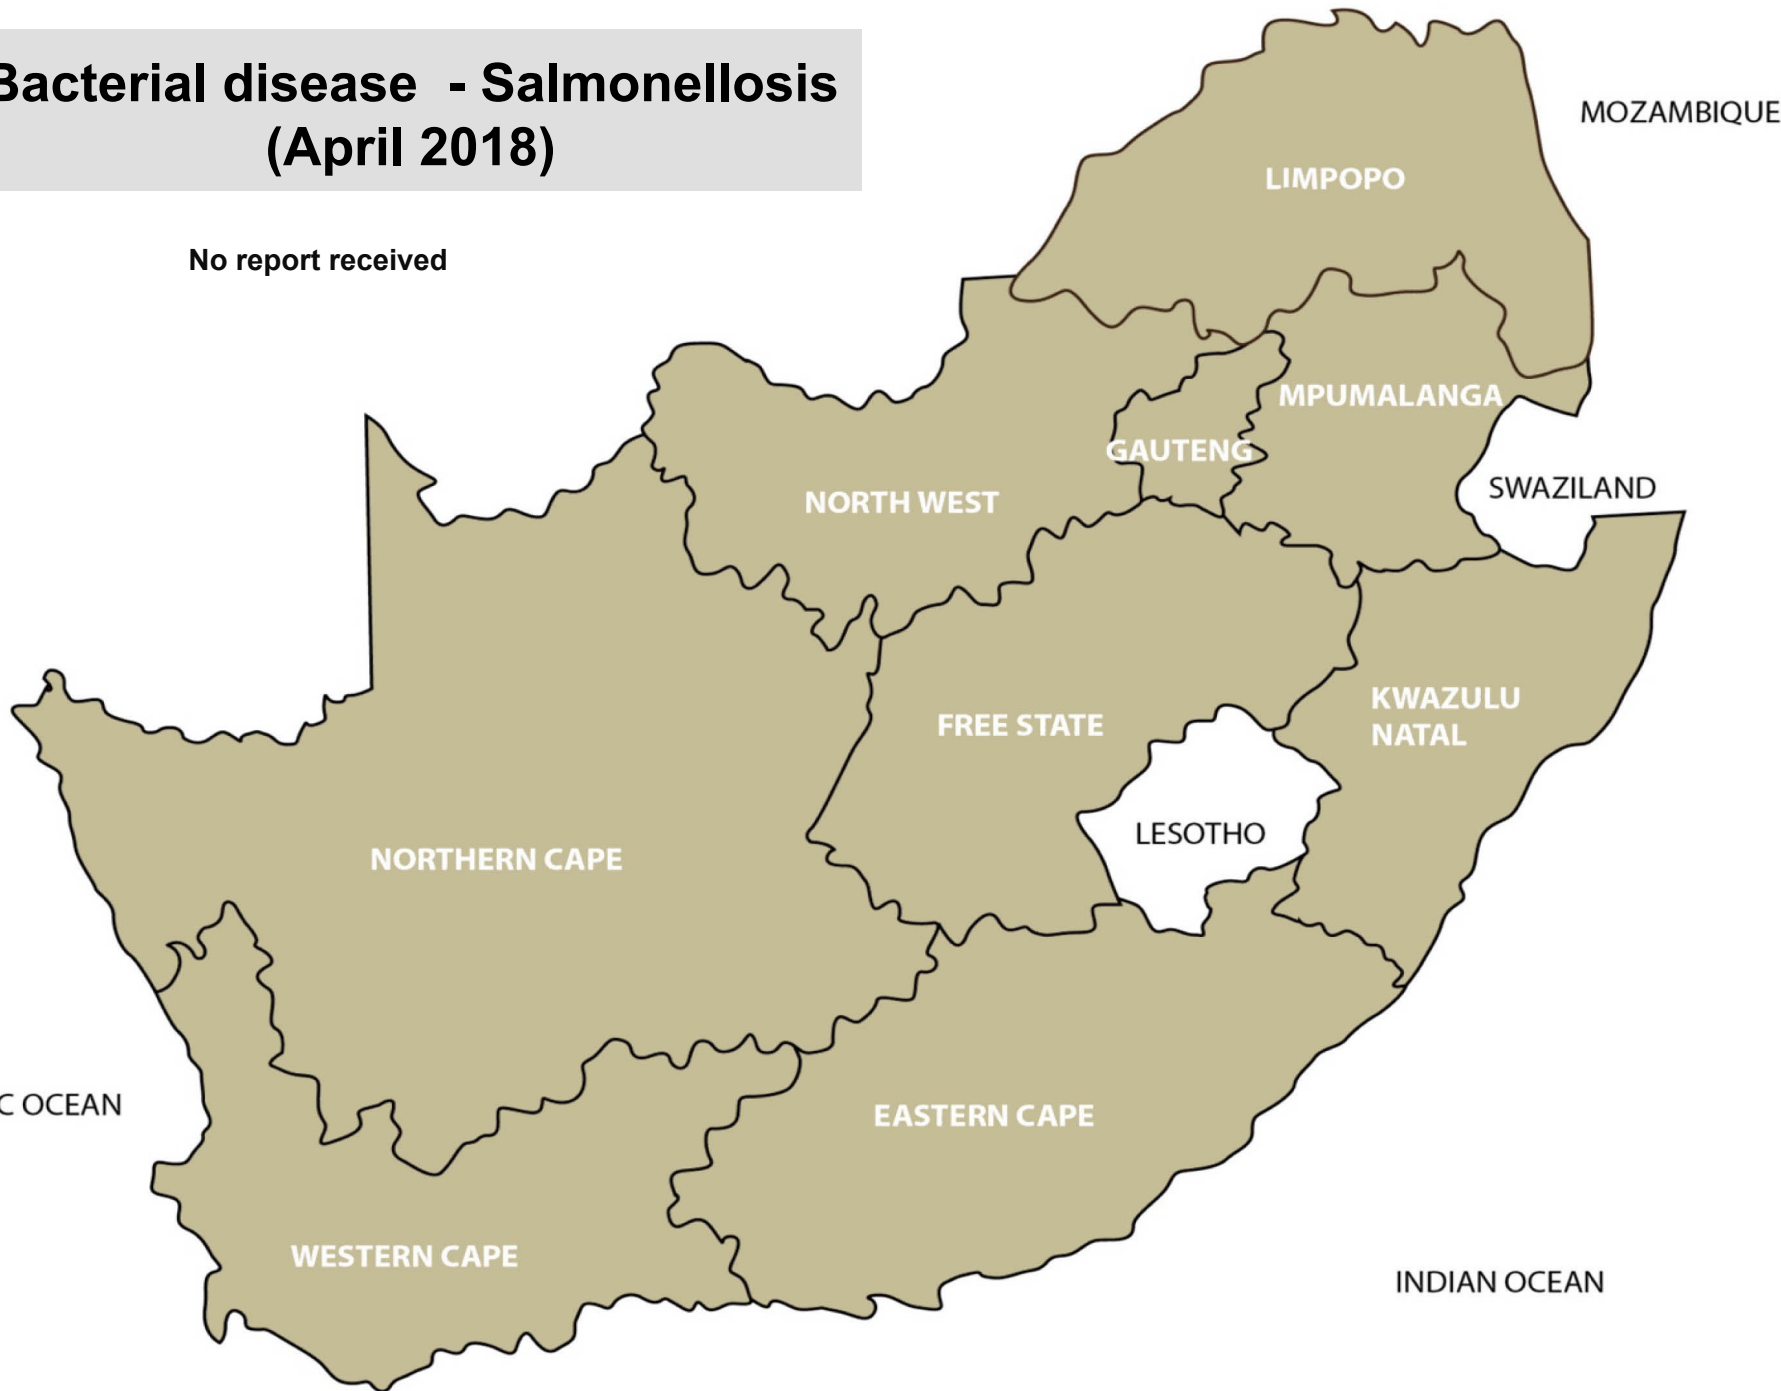 Bacterial disease - Salmonellosis
(April 2018)
MOZAMBIQUE
LIMPOPO
No report received
MPUMALANGA
GAUTENG
NORTH WEST
SWAZILAND
KWAZULU
NATAL
FREE STATE
LESOTHO
NORTHERN CAPE
C OCEAN
EASTERN CAPE
WESTERN CAPE
INDIAN OCEAN